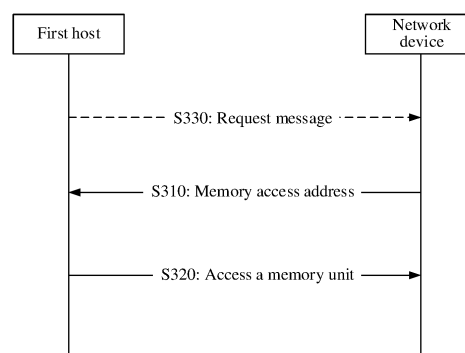 First host
Network
device
S330: Request message
S310: Memory access address
S320: Access a memory unit